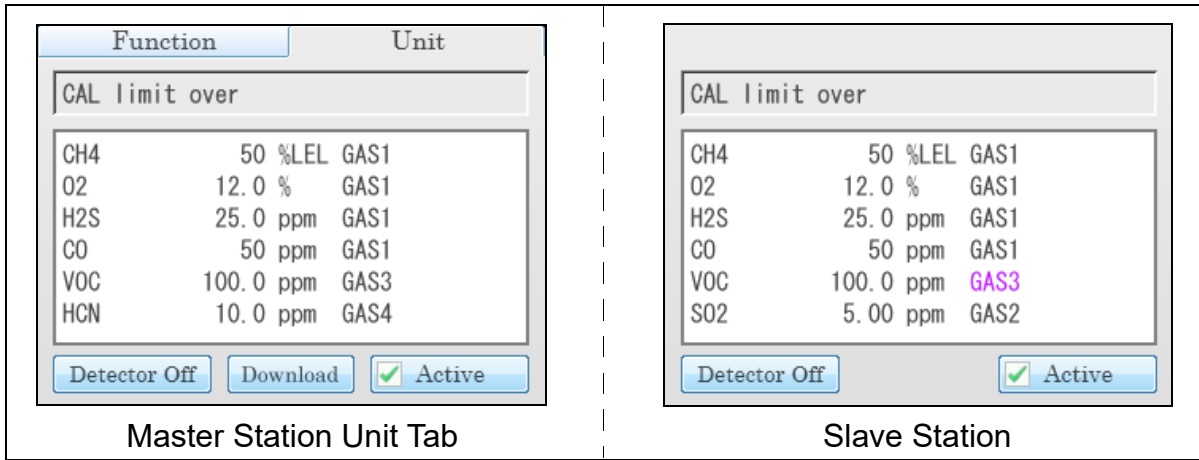 Function Unit
CAL limit over
CH4 50 %LEL GAS1
O2 12.0 % GAS1
H2S 25.0 ppm GAS1
CO 50 ppm GAS1
VOC 100.0 ppm GAS3
HCN 10.0 ppm GAS4
Detector Off Download Active
Master Station Unit Tab
CAL limit over
CH4 50 %LEL GAS1
O2 12.0 % GAS1
H2S 25.0 ppm GAS1
CO 50 ppm GAS1
VOC 100.0 ppm GAS3
SO2 5.00 ppm GAS2
Detector Off Active
Slave Station